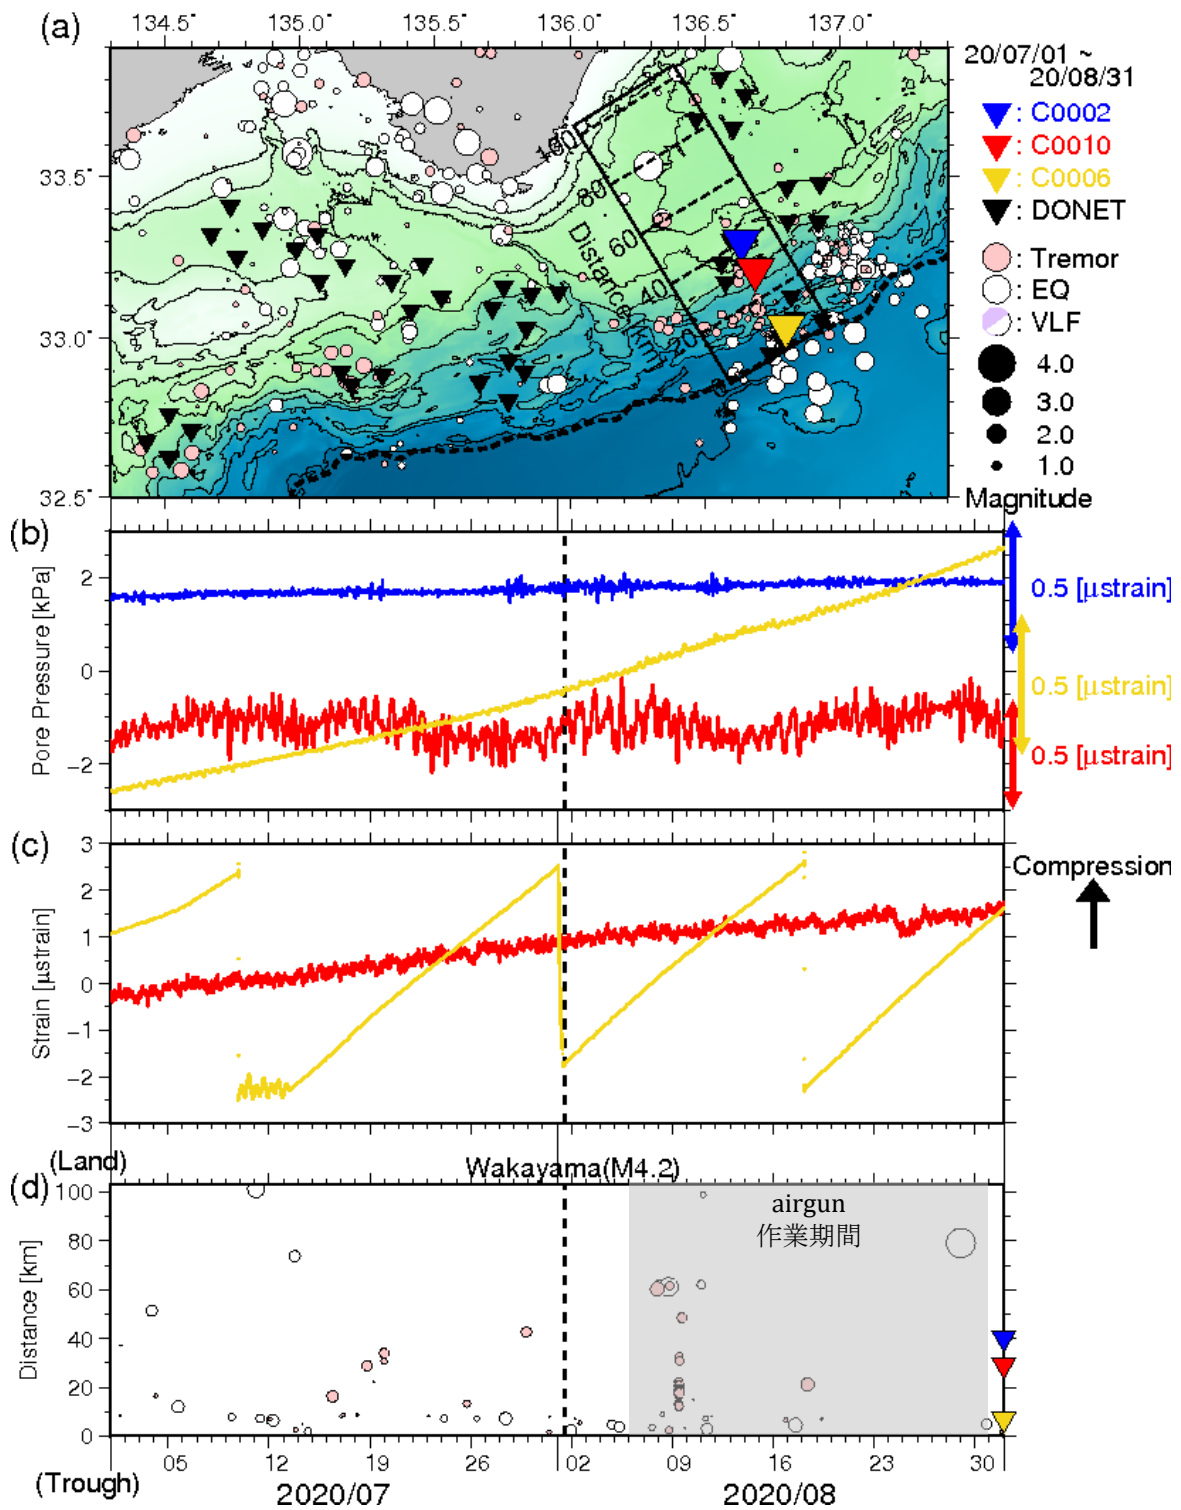 (a)
134.5° 135.0° 135.5° 136.0° 136.5° 137.0°
33.5°
33.0°
32.5°
100
80
60
40
20
Distance [km]
20/07/01 ~
20/08/31
: C0002
: C0010
: C0006
: DONET
: Tremor
: EQ
: VLF
4.0
3.0
2.0
1.0
Magnitude
(b)
Pore Pressure [kPa]
2
0
−2
0.5 [μstrain]
0.5 [μstrain]
0.5 [μstrain]
(c)
Strain [μstrain]
3
2
1
0
−1
−2
−3
Compression
(Land)
Wakayama(M4.2)
(d)
Distance [km]
100
80
60
40
20
0
airgun
作業期間
(Trough)
05 12 19 26 02 09 16 23 30
2020/07 2020/08